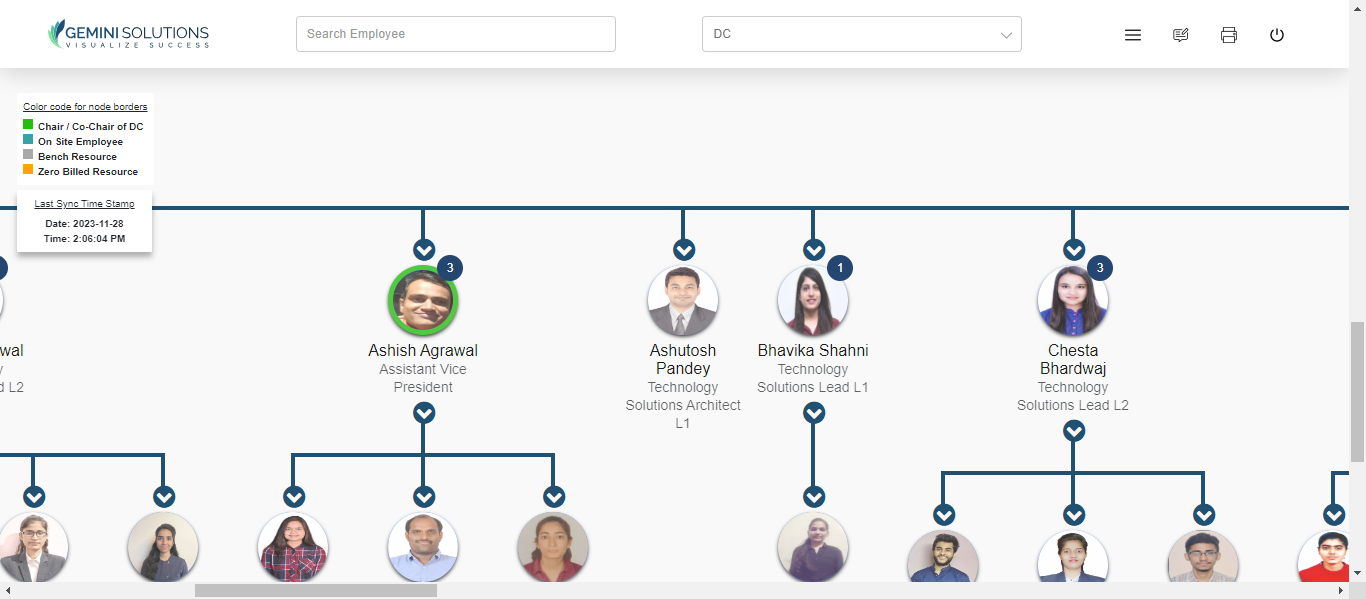 GEMINI SOLUTIONS
VISUALIZE SUCCESS
Search Employee
DC
Color code for node borders
Chair / Co-Chair of DC
On Site Employee
Bench Resource
Zero Billed Resource
Last Sync Time Stamp
Date: 2023-11-28
Time: 2:06:04 PM
3
1
3
wal
y
d L2
Ashish Agrawal
Assistant Vice
President
Ashutosh
Pandey
Technology
Solutions Architect
L1
Bhavika Shahni
Technology
Solutions Lead L1
Chesta
Bhardwaj
Technology
Solutions Lead L2